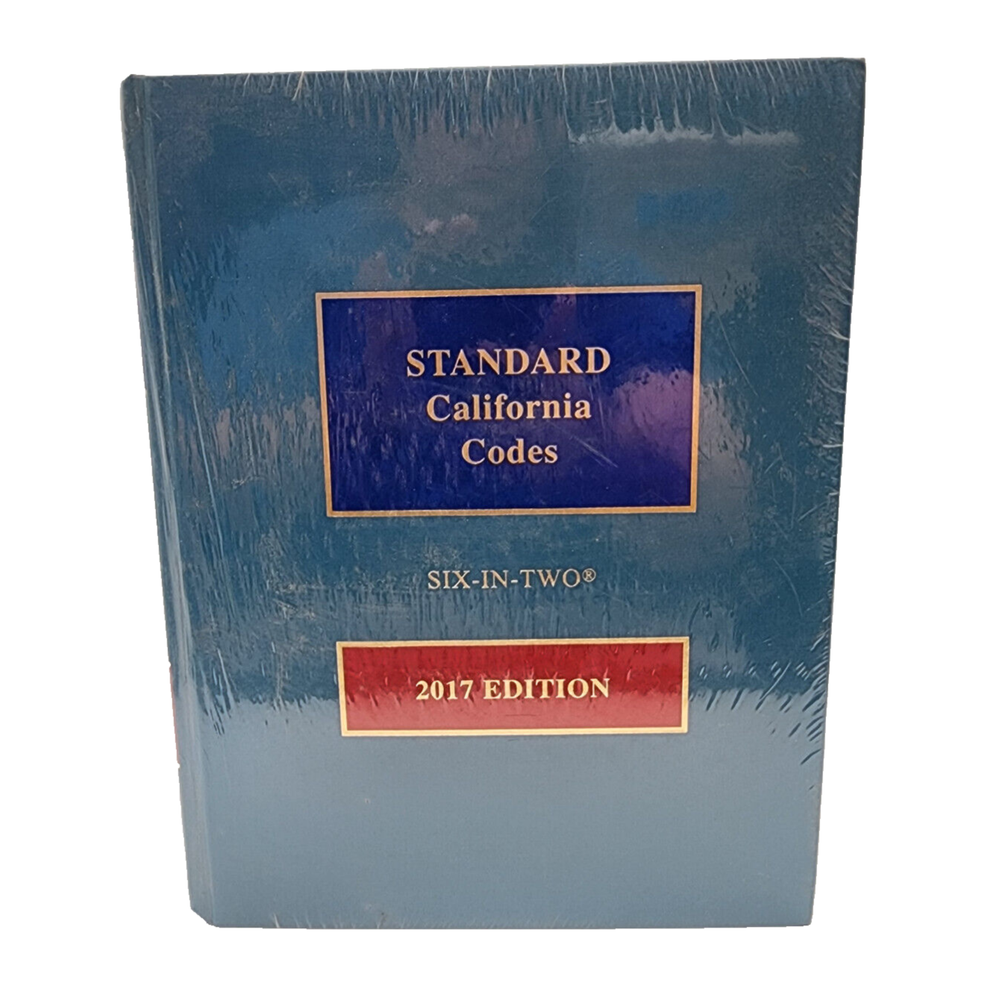 STANDARD
California
Codes
SIX-IN-TWO®
2017 EDITION